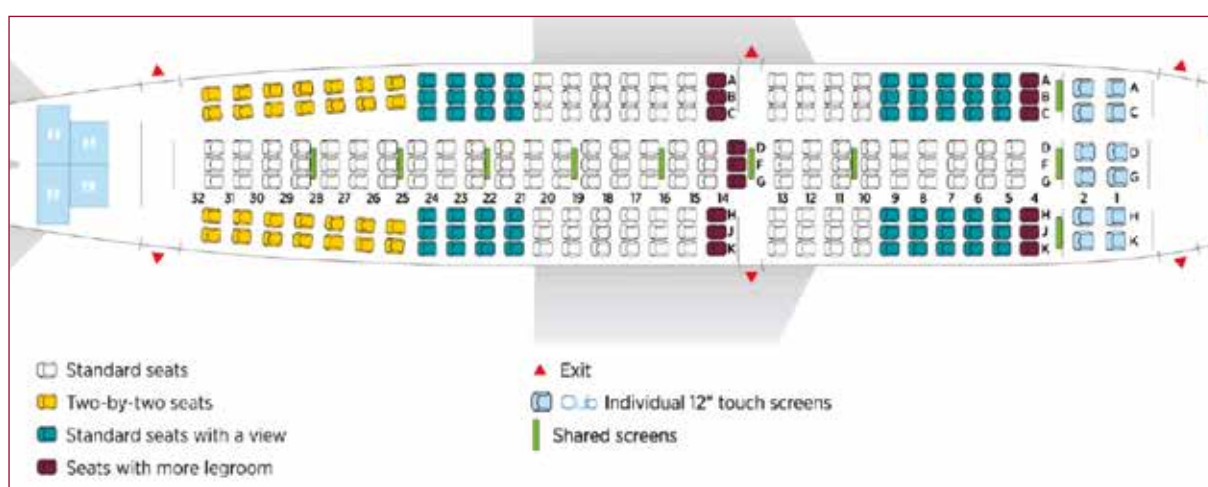 A A A
B B C
C C
D D D
F F G
G G
32 31 30 29 28 27 26 25 24 23 22 21 20 19 18 17 16 15 14 13 12 11 10 9 8 7 6 5 4 2 1
H H H
J J K
K K
Standard seats
Two-by-two seats
Standard seats with a view
Seats with more legroom
Exit
Club Individual 12" touch screens
Shared screens